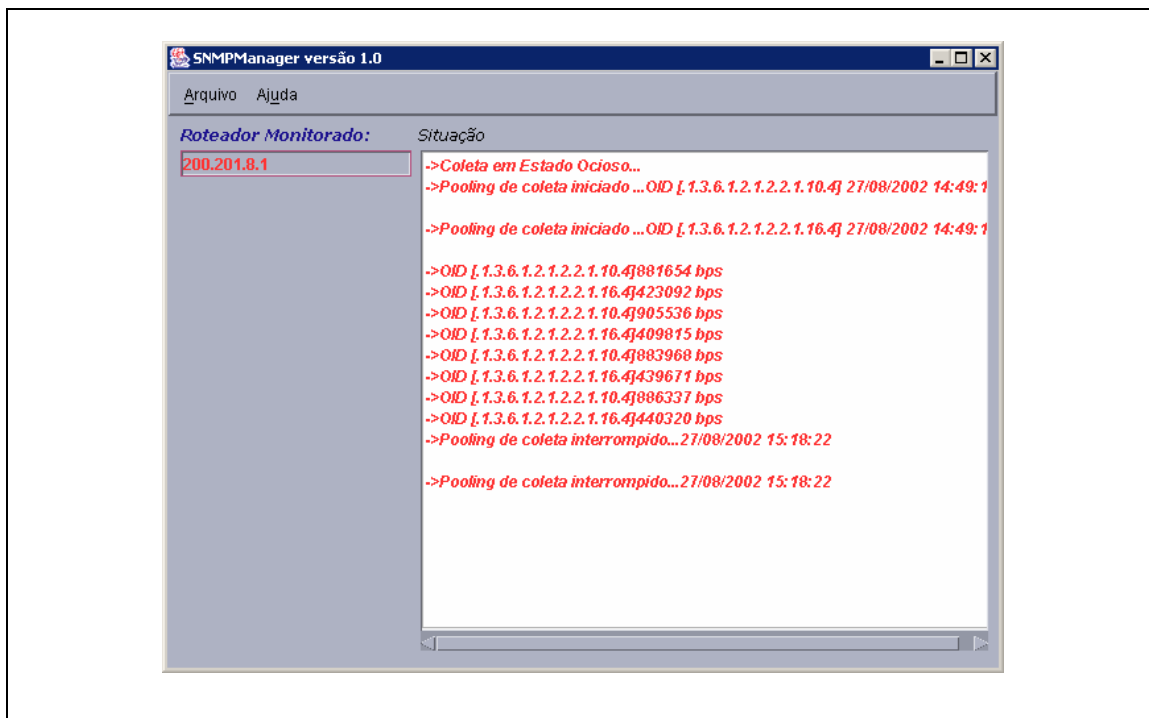 SNMPManager versão 1.0
Arquivo Ajuda
Roteador Monitorado:
Situação
200.201.8.1
->Coleta em Estado Ocioso...
->Pooling de coleta iniciado ...OID [.1.3.6.1.2.1.2.2.1.10.4] 27/08/2002 14:49:1
->Pooling de coleta iniciado ...OID [.1.3.6.1.2.1.2.2.1.16.4] 27/08/2002 14:49:1
->OID [.1.3.6.1.2.1.2.2.1.10.4]881654 bps
->OID [.1.3.6.1.2.1.2.2.1.16.4]423092 bps
->OID [.1.3.6.1.2.1.2.2.1.10.4]905536 bps
->OID [.1.3.6.1.2.1.2.2.1.16.4]409815 bps
->OID [.1.3.6.1.2.1.2.2.1.10.4]883968 bps
->OID [.1.3.6.1.2.1.2.2.1.16.4]439671 bps
->OID [.1.3.6.1.2.1.2.2.1.10.4]886337 bps
->OID [.1.3.6.1.2.1.2.2.1.16.4]440320 bps
->Pooling de coleta interrompido...27/08/2002 15:18:22
->Pooling de coleta interrompido...27/08/2002 15:18:22